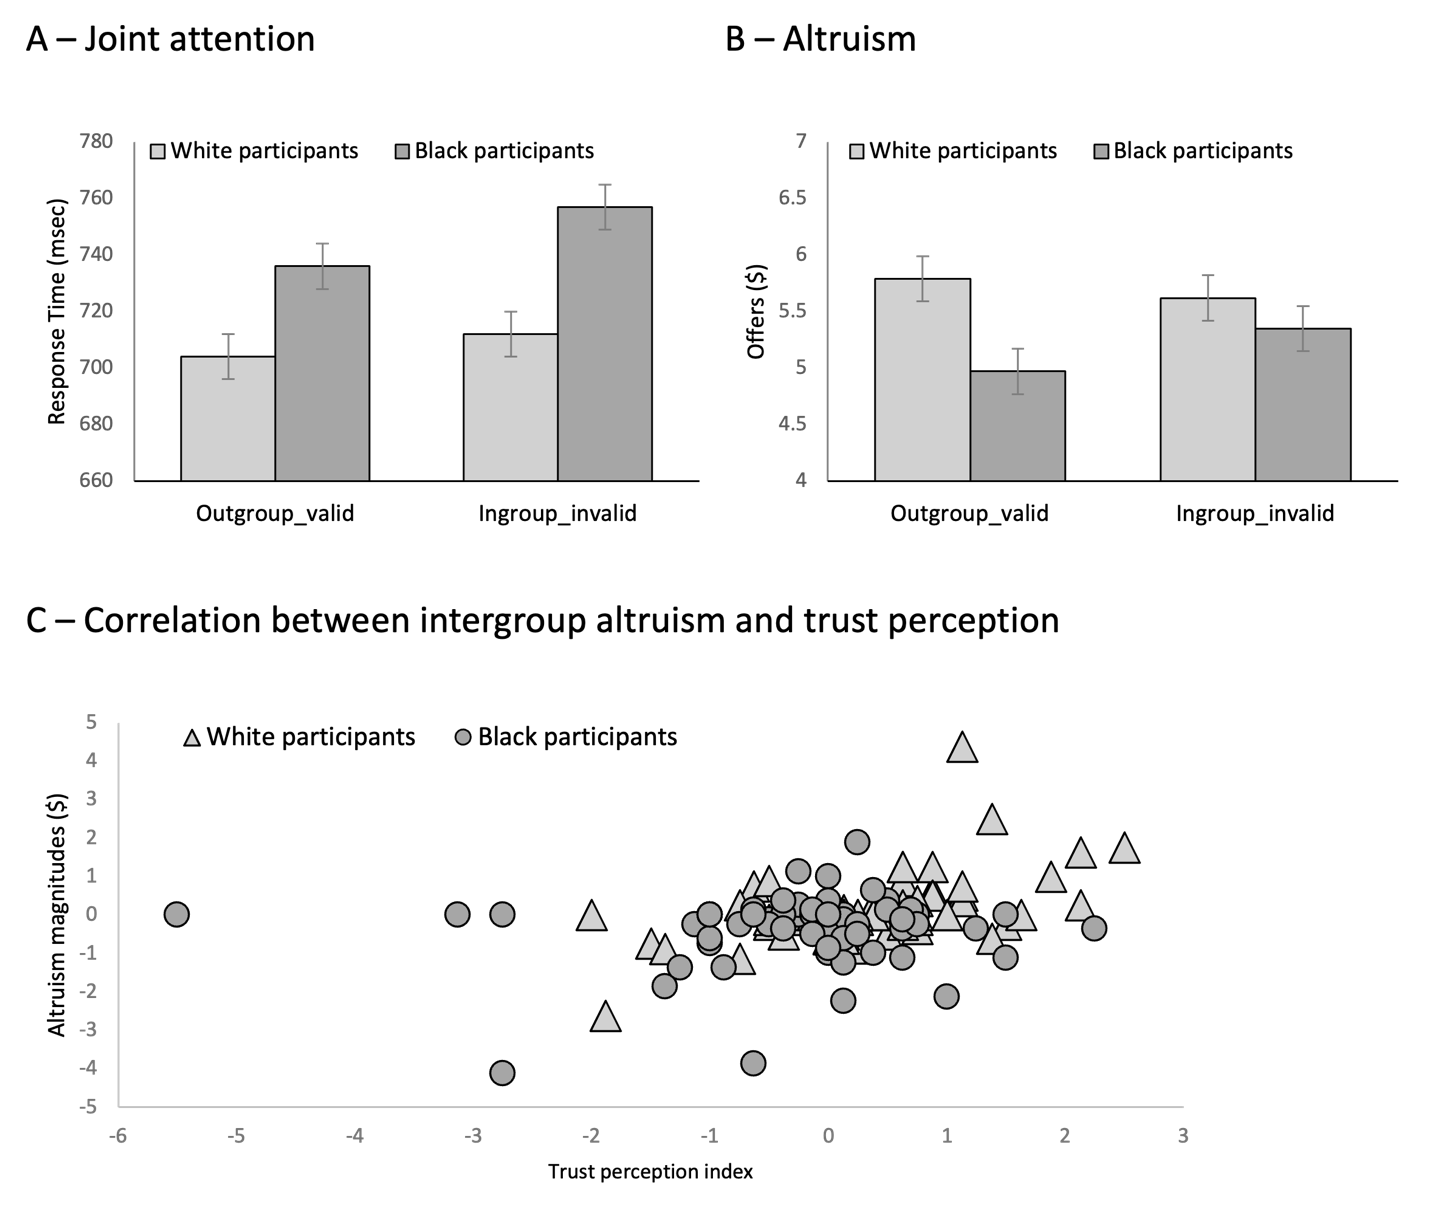 A – Joint attention
B – Altruism
780
760
740
720
700
680
660
Response Time (msec)
White participants
Black participants
Outgroup_valid
Ingroup_invalid
7
6.5
6
5.5
5
4.5
4
Offers ($)
White participants
Black participants
Outgroup_valid
Ingroup_invalid
C – Correlation between intergroup altruism and trust perception
5
4
3
2
1
0
-1
-2
-3
-4
-5
Altruism magnitudes ($)
White participants
Black participants
-6 -5 -4 -3 -2 -1 0 1 2 3
Trust perception index